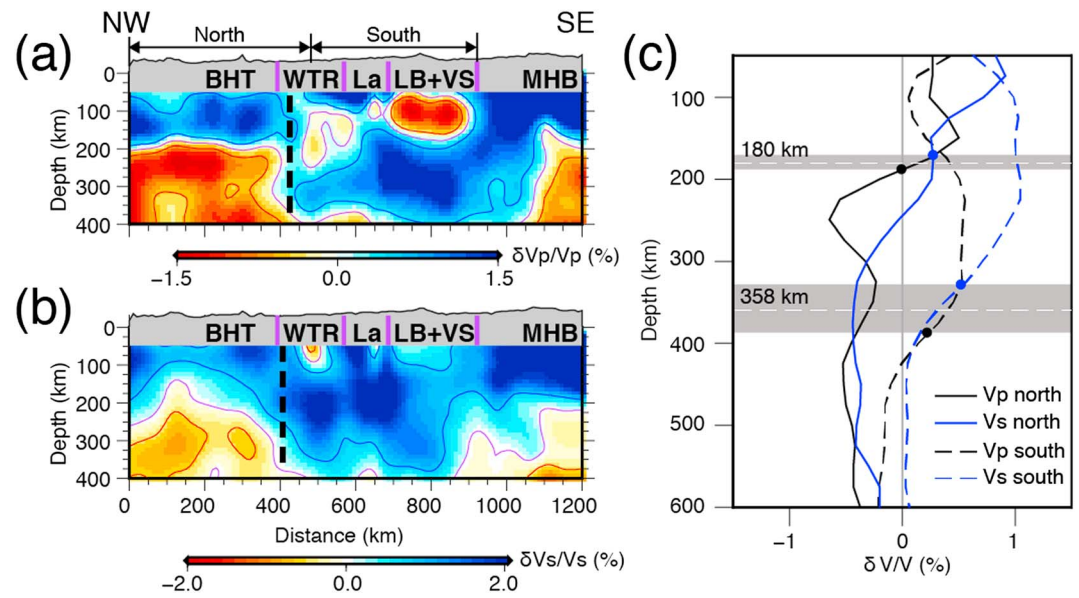 NW
SE
(a)
North
South
BHT
WTR
La
LB+VS
MHB
0
100
200
300
400
Depth (km)
−1.5
0.0
1.5
δVp/Vp (%)
(b)
BHT
WTR
La
LB+VS
MHB
0
100
200
300
400
Depth (km)
0
200
400
600
800
1000
1200
Distance (km)
−2.0
0.0
2.0
δVs/Vs (%)
(c)
100
200
300
400
500
600
Depth (km)
180 km
358 km
Vp north
Vs north
Vp south
Vs south
−1
0
1
δ V/V (%)